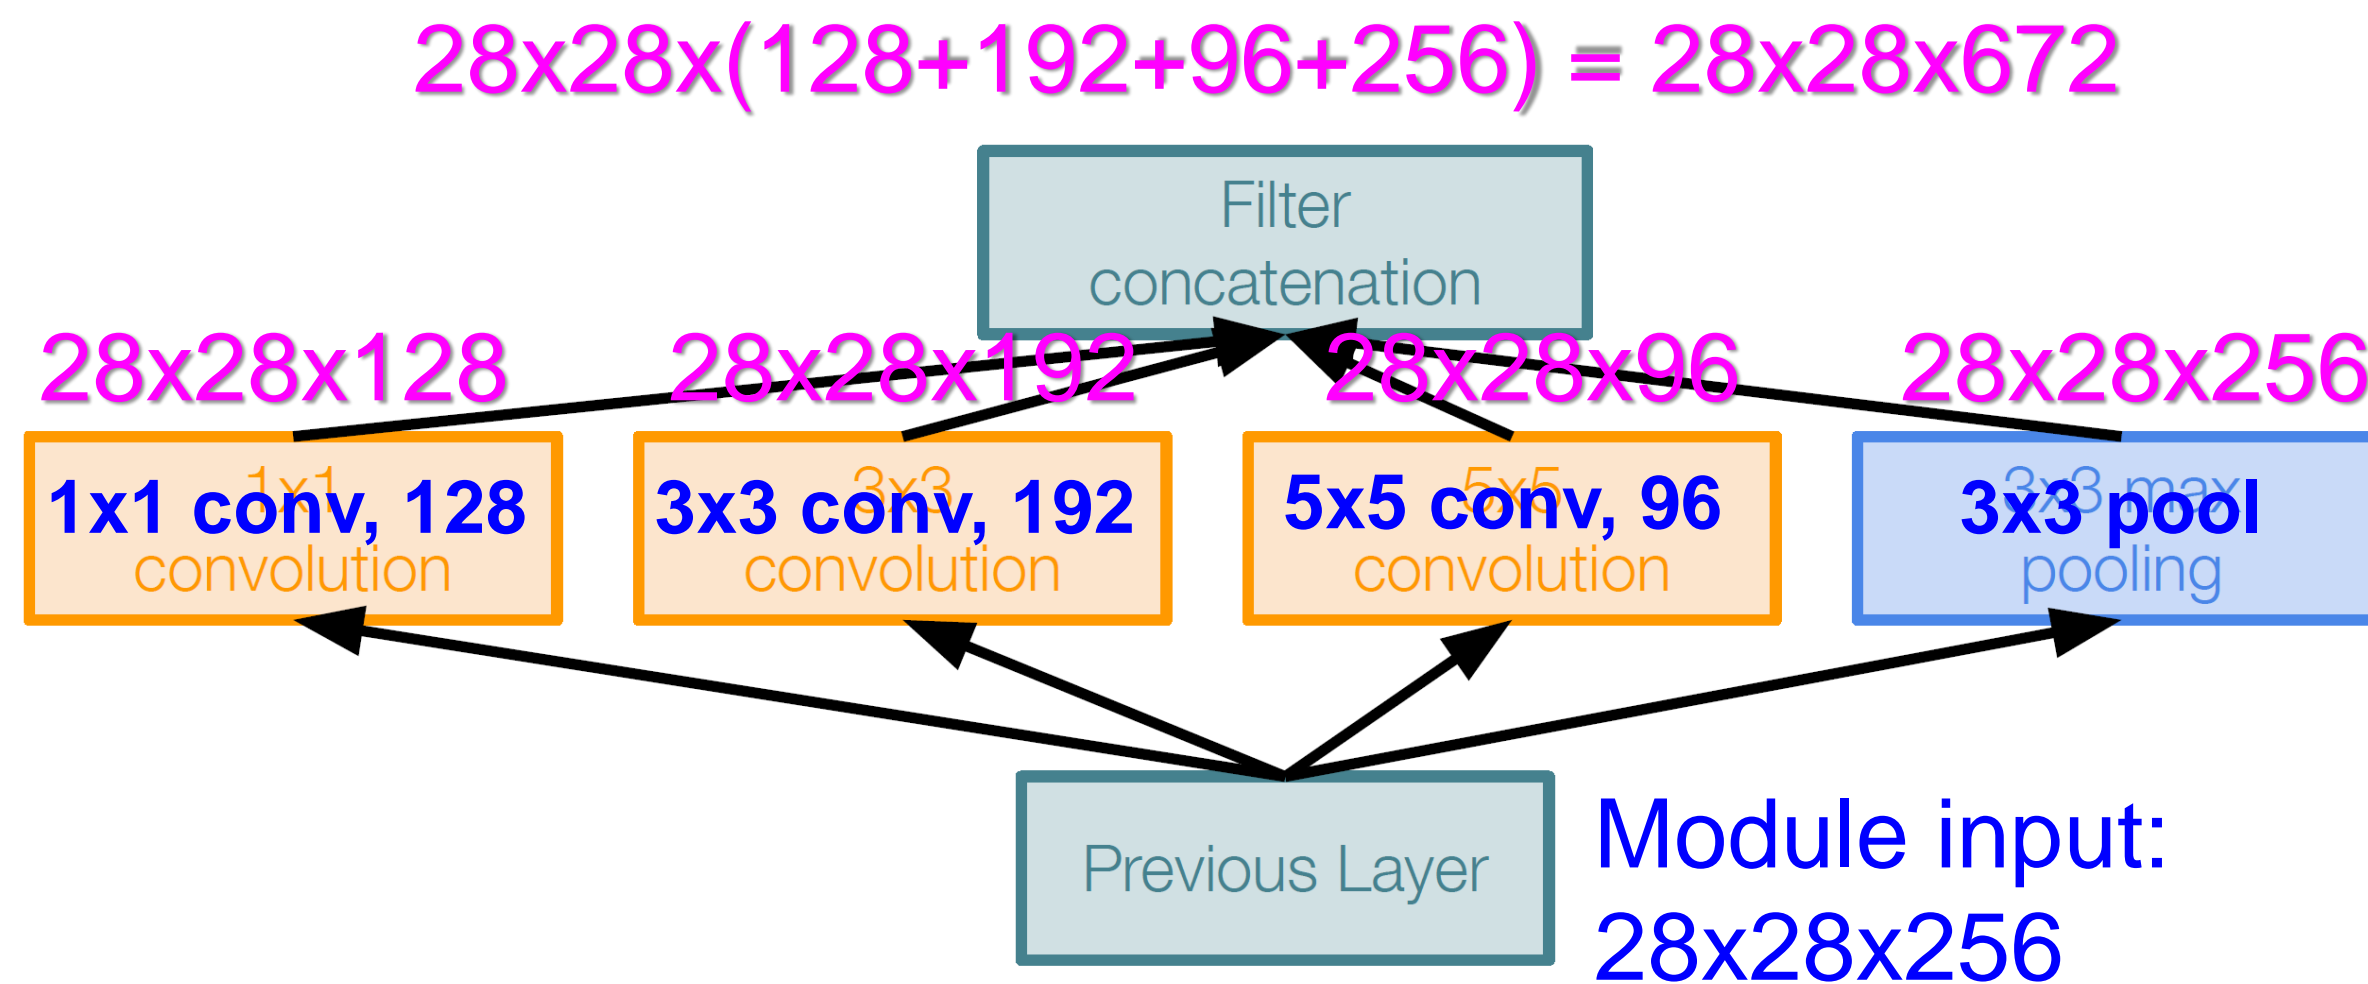 28x28x(128+192+96+256) = 28x28x672
Filter
concatenation
28x28x128
28x28x192
28x28x96
28x28x256
1x1
convolution
1x1 conv, 128
3x3
convolution
3x3 conv, 192
5x5
convolution
5x5 conv, 96
3x3 max
pooling
3x3 pool
Previous Layer
Module input:
28x28x256